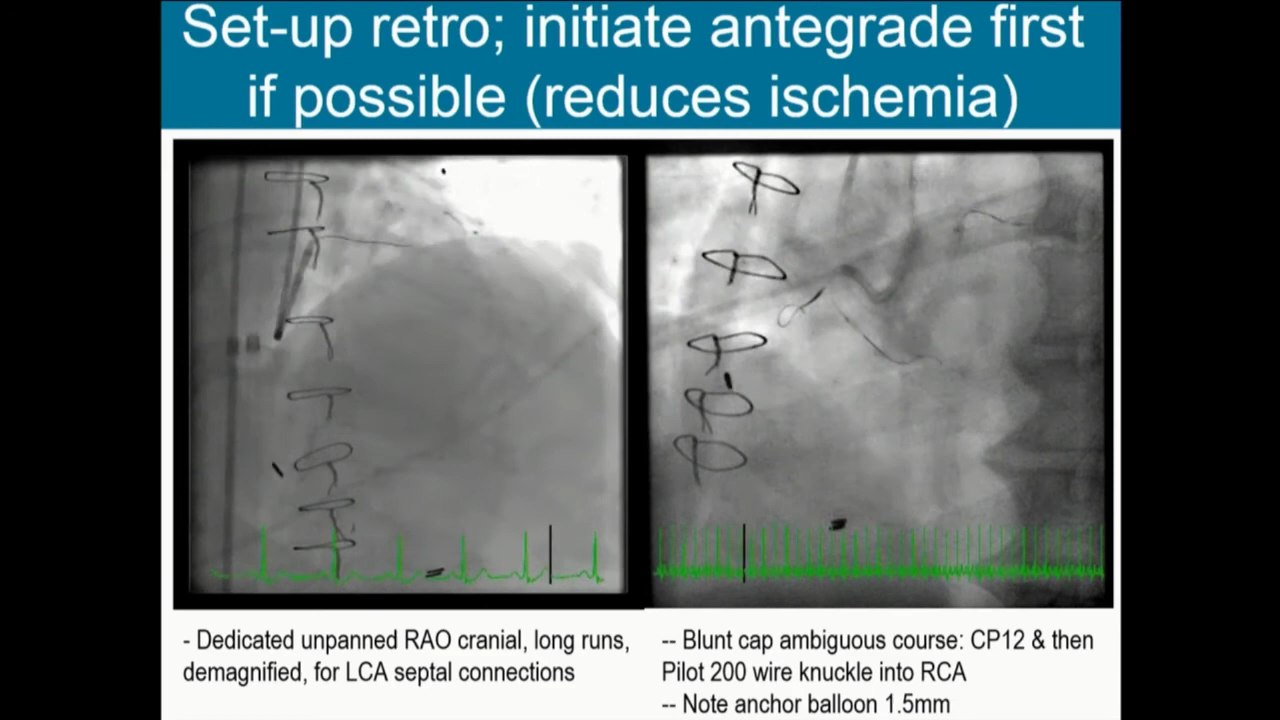 Set-up retro; initiate antegrade first
if possible (reduces ischemia)
- Dedicated unpanned RAO cranial, long runs,
demagnified, for LCA septal connections
-- Blunt cap ambiguous course: CP12 & then
Pilot 200 wire knuckle into RCA
-- Note anchor balloon 1.5mm